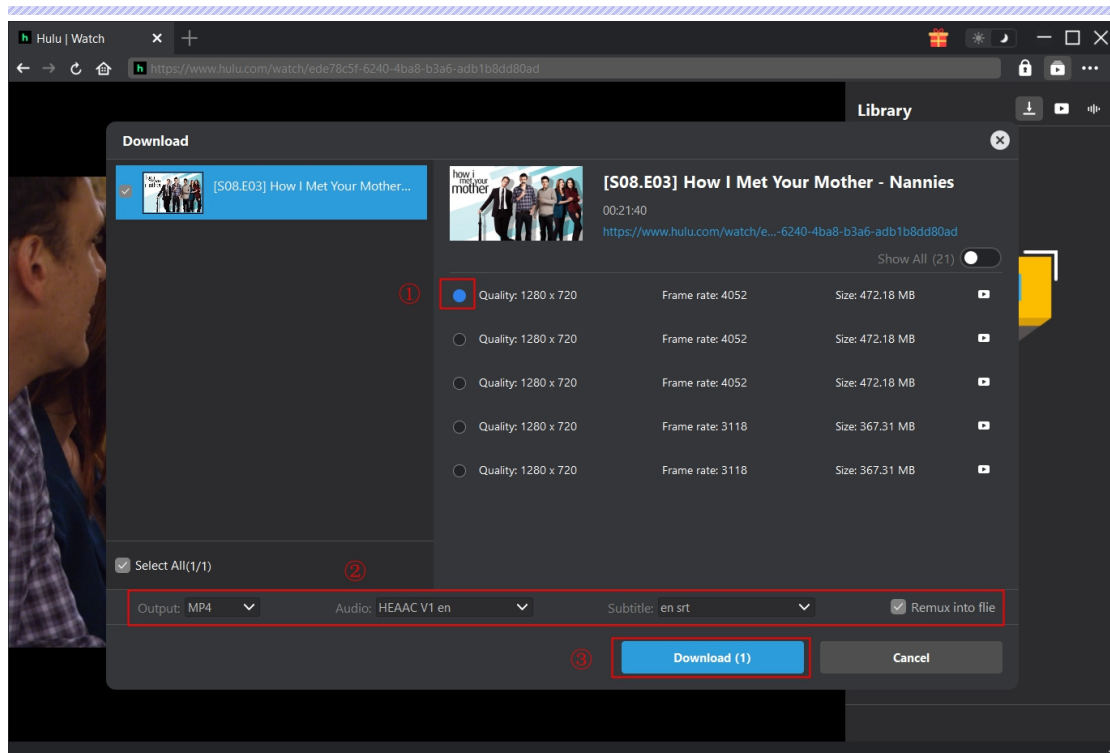 Hulu | Watch
https://www.hulu.com/watch/ede78c5f-6240-4ba8-b3a6-adb1b8dd80ad
Library
Download
[S08.E03] How I Met Your Mother...
how i
met your
mother
[S08.E03] How I Met Your Mother - Nannies
00:21:40
https://www.hulu.com/watch/e...-6240-4ba8-b3a6-adb1b8dd80ad
Show All (21)
① Quality: 1280 x 720 Frame rate: 4052 Size: 472.18 MB
Quality: 1280 x 720 Frame rate: 4052 Size: 472.18 MB
Quality: 1280 x 720 Frame rate: 4052 Size: 472.18 MB
Quality: 1280 x 720 Frame rate: 3118 Size: 367.31 MB
Quality: 1280 x 720 Frame rate: 3118 Size: 367.31 MB
Select All(1/1)
②
Output: MP4 Audio: HEAAC V1 en Subtitle: en srt Remux into flie
③ Download (1) Cancel